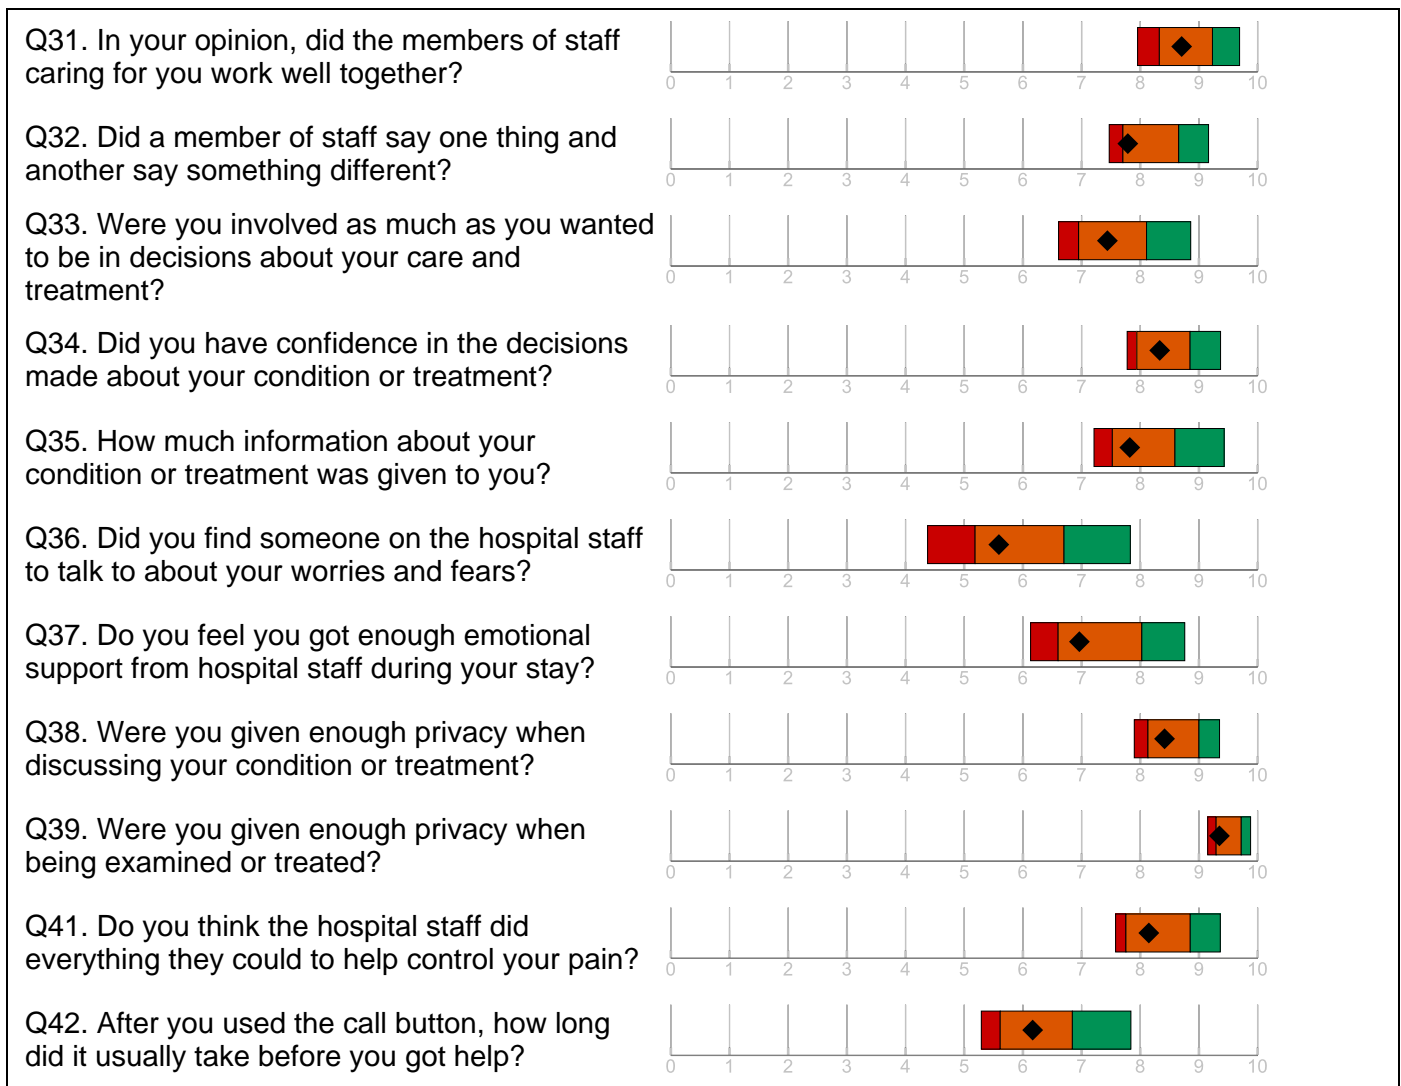 Q31. In your opinion, did the members of staff
caring for you work well together?
0 1 2 3 4 5 6 7 8 9 10
Q32. Did a member of staff say one thing and
another say something different?
0 1 2 3 4 5 6 7 8 9 10
Q33. Were you involved as much as you wanted
to be in decisions about your care and
treatment?
0 1 2 3 4 5 6 7 8 9 10
Q34. Did you have confidence in the decisions
made about your condition or treatment?
0 1 2 3 4 5 6 7 8 9 10
Q35. How much information about your
condition or treatment was given to you?
0 1 2 3 4 5 6 7 8 9 10
Q36. Did you find someone on the hospital staff
to talk to about your worries and fears?
0 1 2 3 4 5 6 7 8 9 10
Q37. Do you feel you got enough emotional
support from hospital staff during your stay?
0 1 2 3 4 5 6 7 8 9 10
Q38. Were you given enough privacy when
discussing your condition or treatment?
0 1 2 3 4 5 6 7 8 9 10
Q39. Were you given enough privacy when
being examined or treated?
0 1 2 3 4 5 6 7 8 9 10
Q41. Do you think the hospital staff did
everything they could to help control your pain?
0 1 2 3 4 5 6 7 8 9 10
Q42. After you used the call button, how long
did it usually take before you got help?
0 1 2 3 4 5 6 7 8 9 10